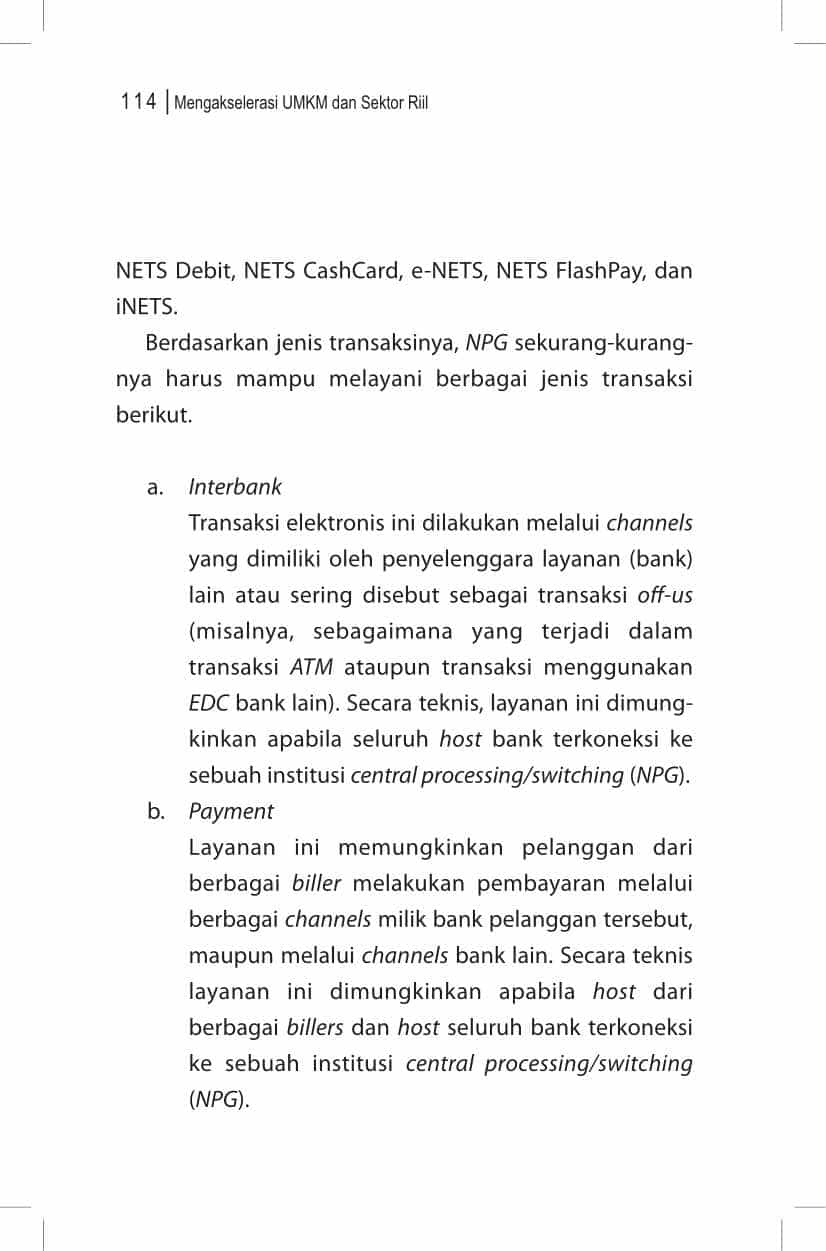 114 | Mengakselerasi UMKM dan Sektor Riil
NETS Debit, NETS CashCard, e-NETS, NETS FlashPay, dan
iNETS.
Berdasarkan jenis transaksinya, NPG sekurang-kurang-
nya harus mampu melayani berbagai jenis transaksi
berikut.
a. Interbank
Transaksi elektronis ini dilakukan melalui channels
yang dimiliki oleh penyelenggara layanan (bank)
lain atau sering disebut sebagai transaksi off-us
(misalnya, sebagaimana yang terjadi dalam
transaksi ATM ataupun transaksi menggunakan
EDC bank lain). Secara teknis, layanan ini dimung-
kinkan apabila seluruh host bank terkoneksi ke
sebuah institusi central processing/switching (NPG).
b. Payment
Layanan ini memungkinkan pelanggan dari
berbagai biller melakukan pembayaran melalui
berbagai channels milik bank pelanggan tersebut,
maupun melalui channels bank lain. Secara teknis
layanan ini dimungkinkan apabila host dari
berbagai billers dan host seluruh bank terkoneksi
ke sebuah institusi central processing/switching
(NPG).